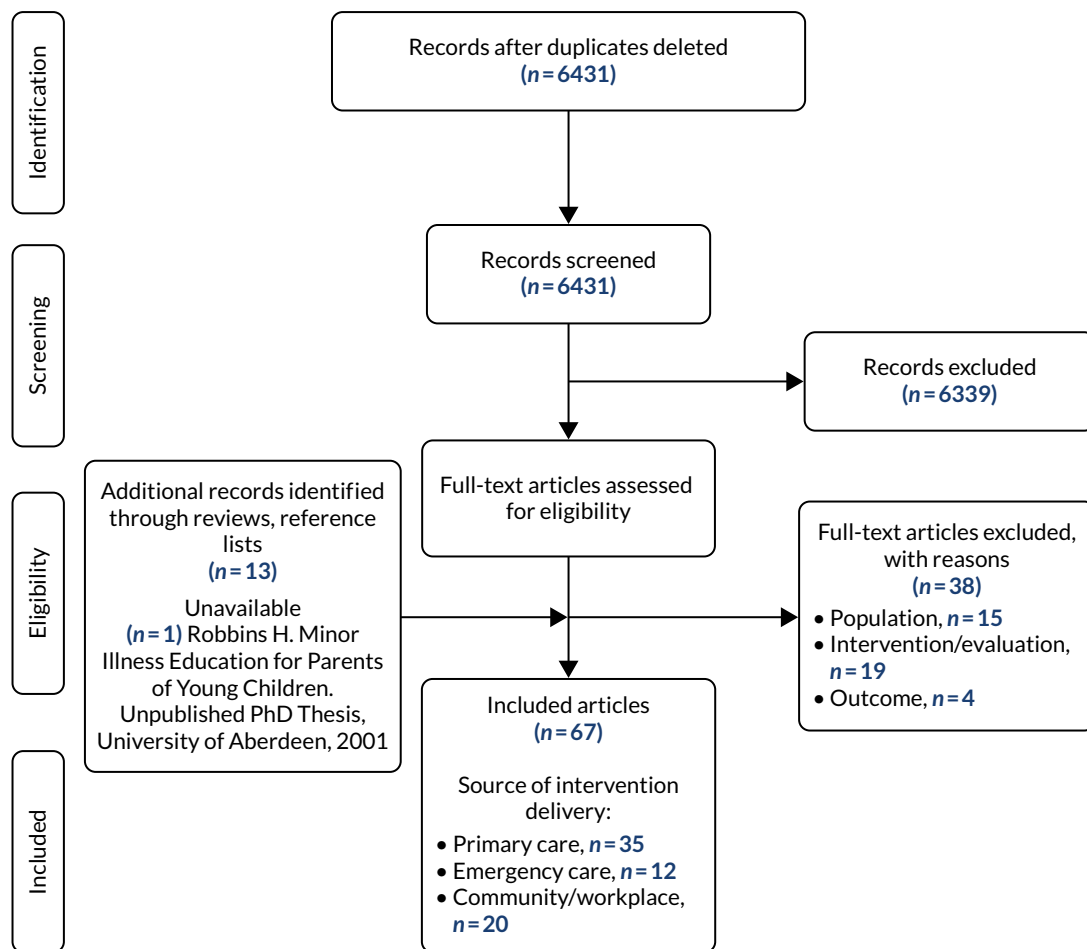 Identification
Records after duplicates deleted
(n = 6431)
Screening
Records screened
(n = 6431)
Records excluded
(n = 6339)
Eligibility
Additional records identified
through reviews, reference
lists
(n = 13)
Unavailable
(n = 1) Robbins H. Minor
Illness Education for Parents
of Young Children.
Unpublished PhD Thesis,
University of Aberdeen, 2001
Full-text articles assessed
for eligibility
Full-text articles excluded,
with reasons
(n = 38)
• Population, n = 15
• Intervention/evaluation,
n = 19
• Outcome, n = 4
Included
Included articles
(n = 67)
Source of intervention
delivery:
• Primary care, n = 35
• Emergency care, n = 12
• Community/workplace,
n = 20